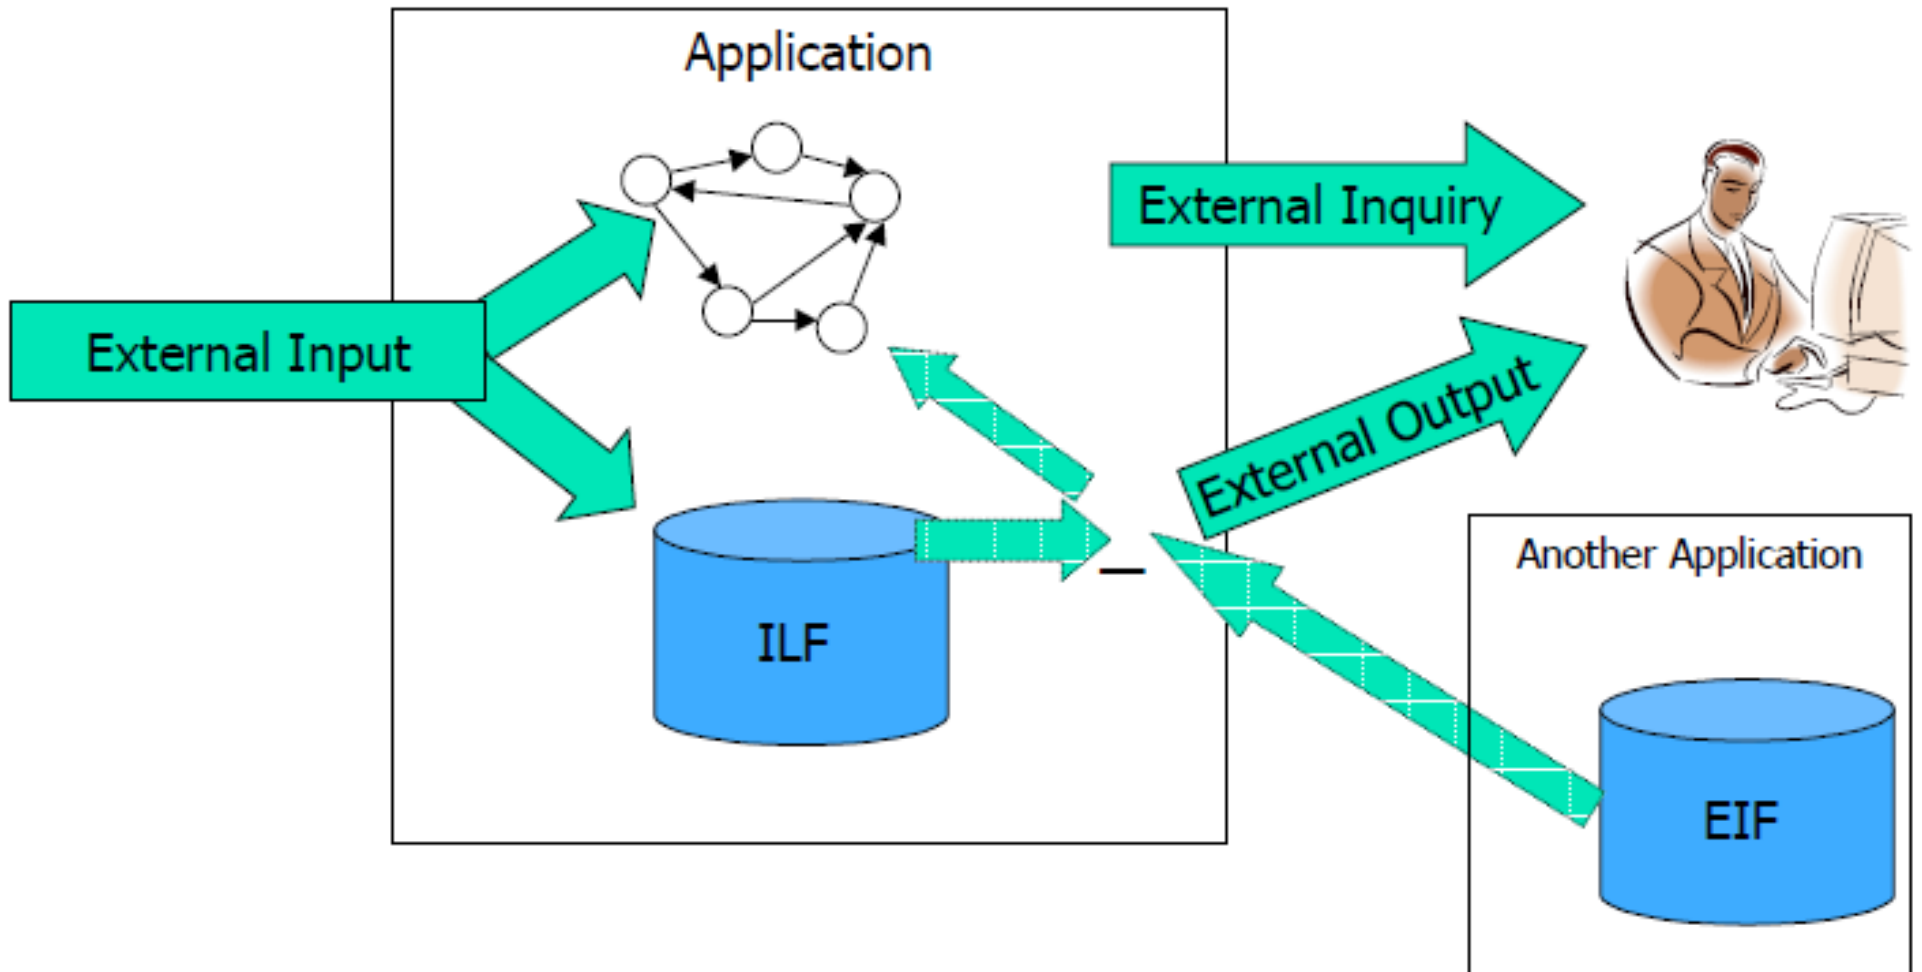 Application
External Inquiry
External Input
External Output
Another Application
ILF
EIF